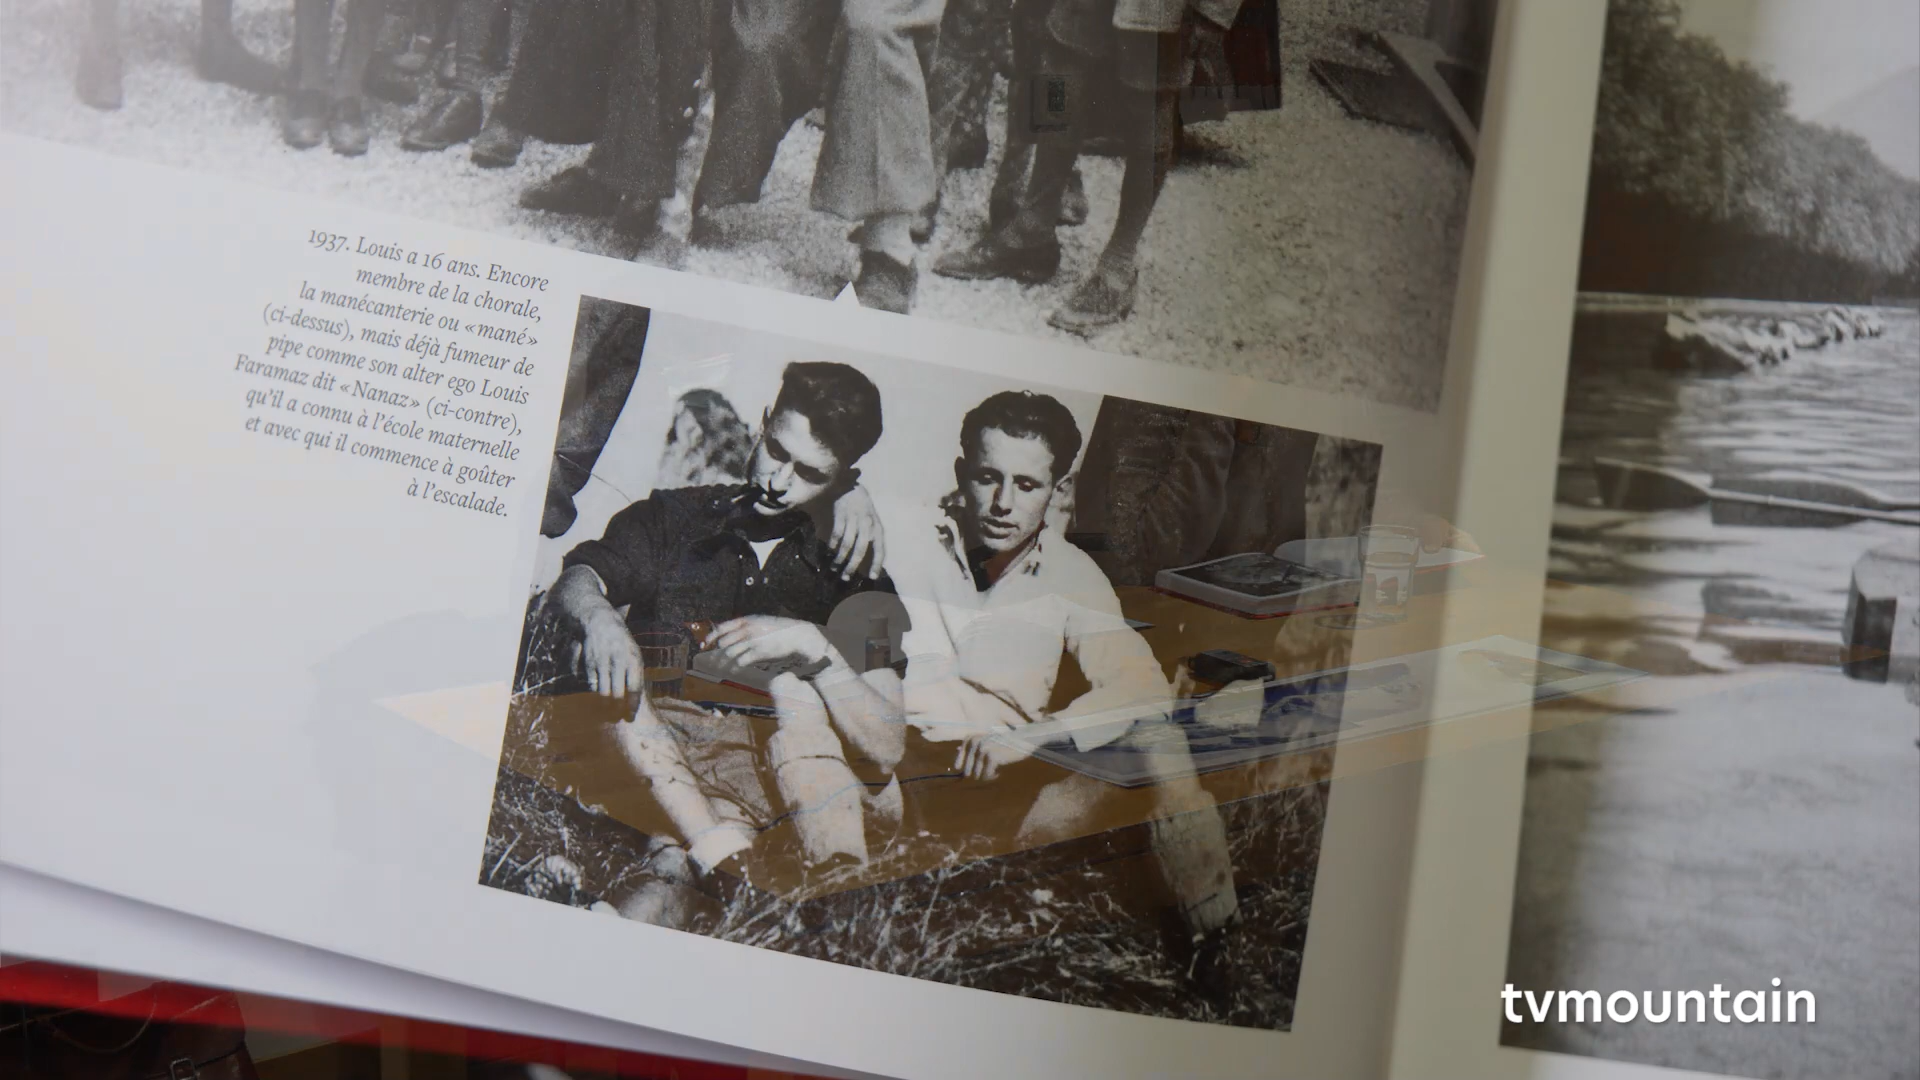 1937. Louis a 16 ans. Encore
membre de la chorale,
la manécanterie ou «mané»
(ci-dessus), mais déjà fumeur de
pipe comme son alter ego Louis
Faramaz dit «Nanaz» (ci-contre),
qu'il a connu à l'école maternelle
et avec qui il commence à goûter
à l'escalade.
tvmountain